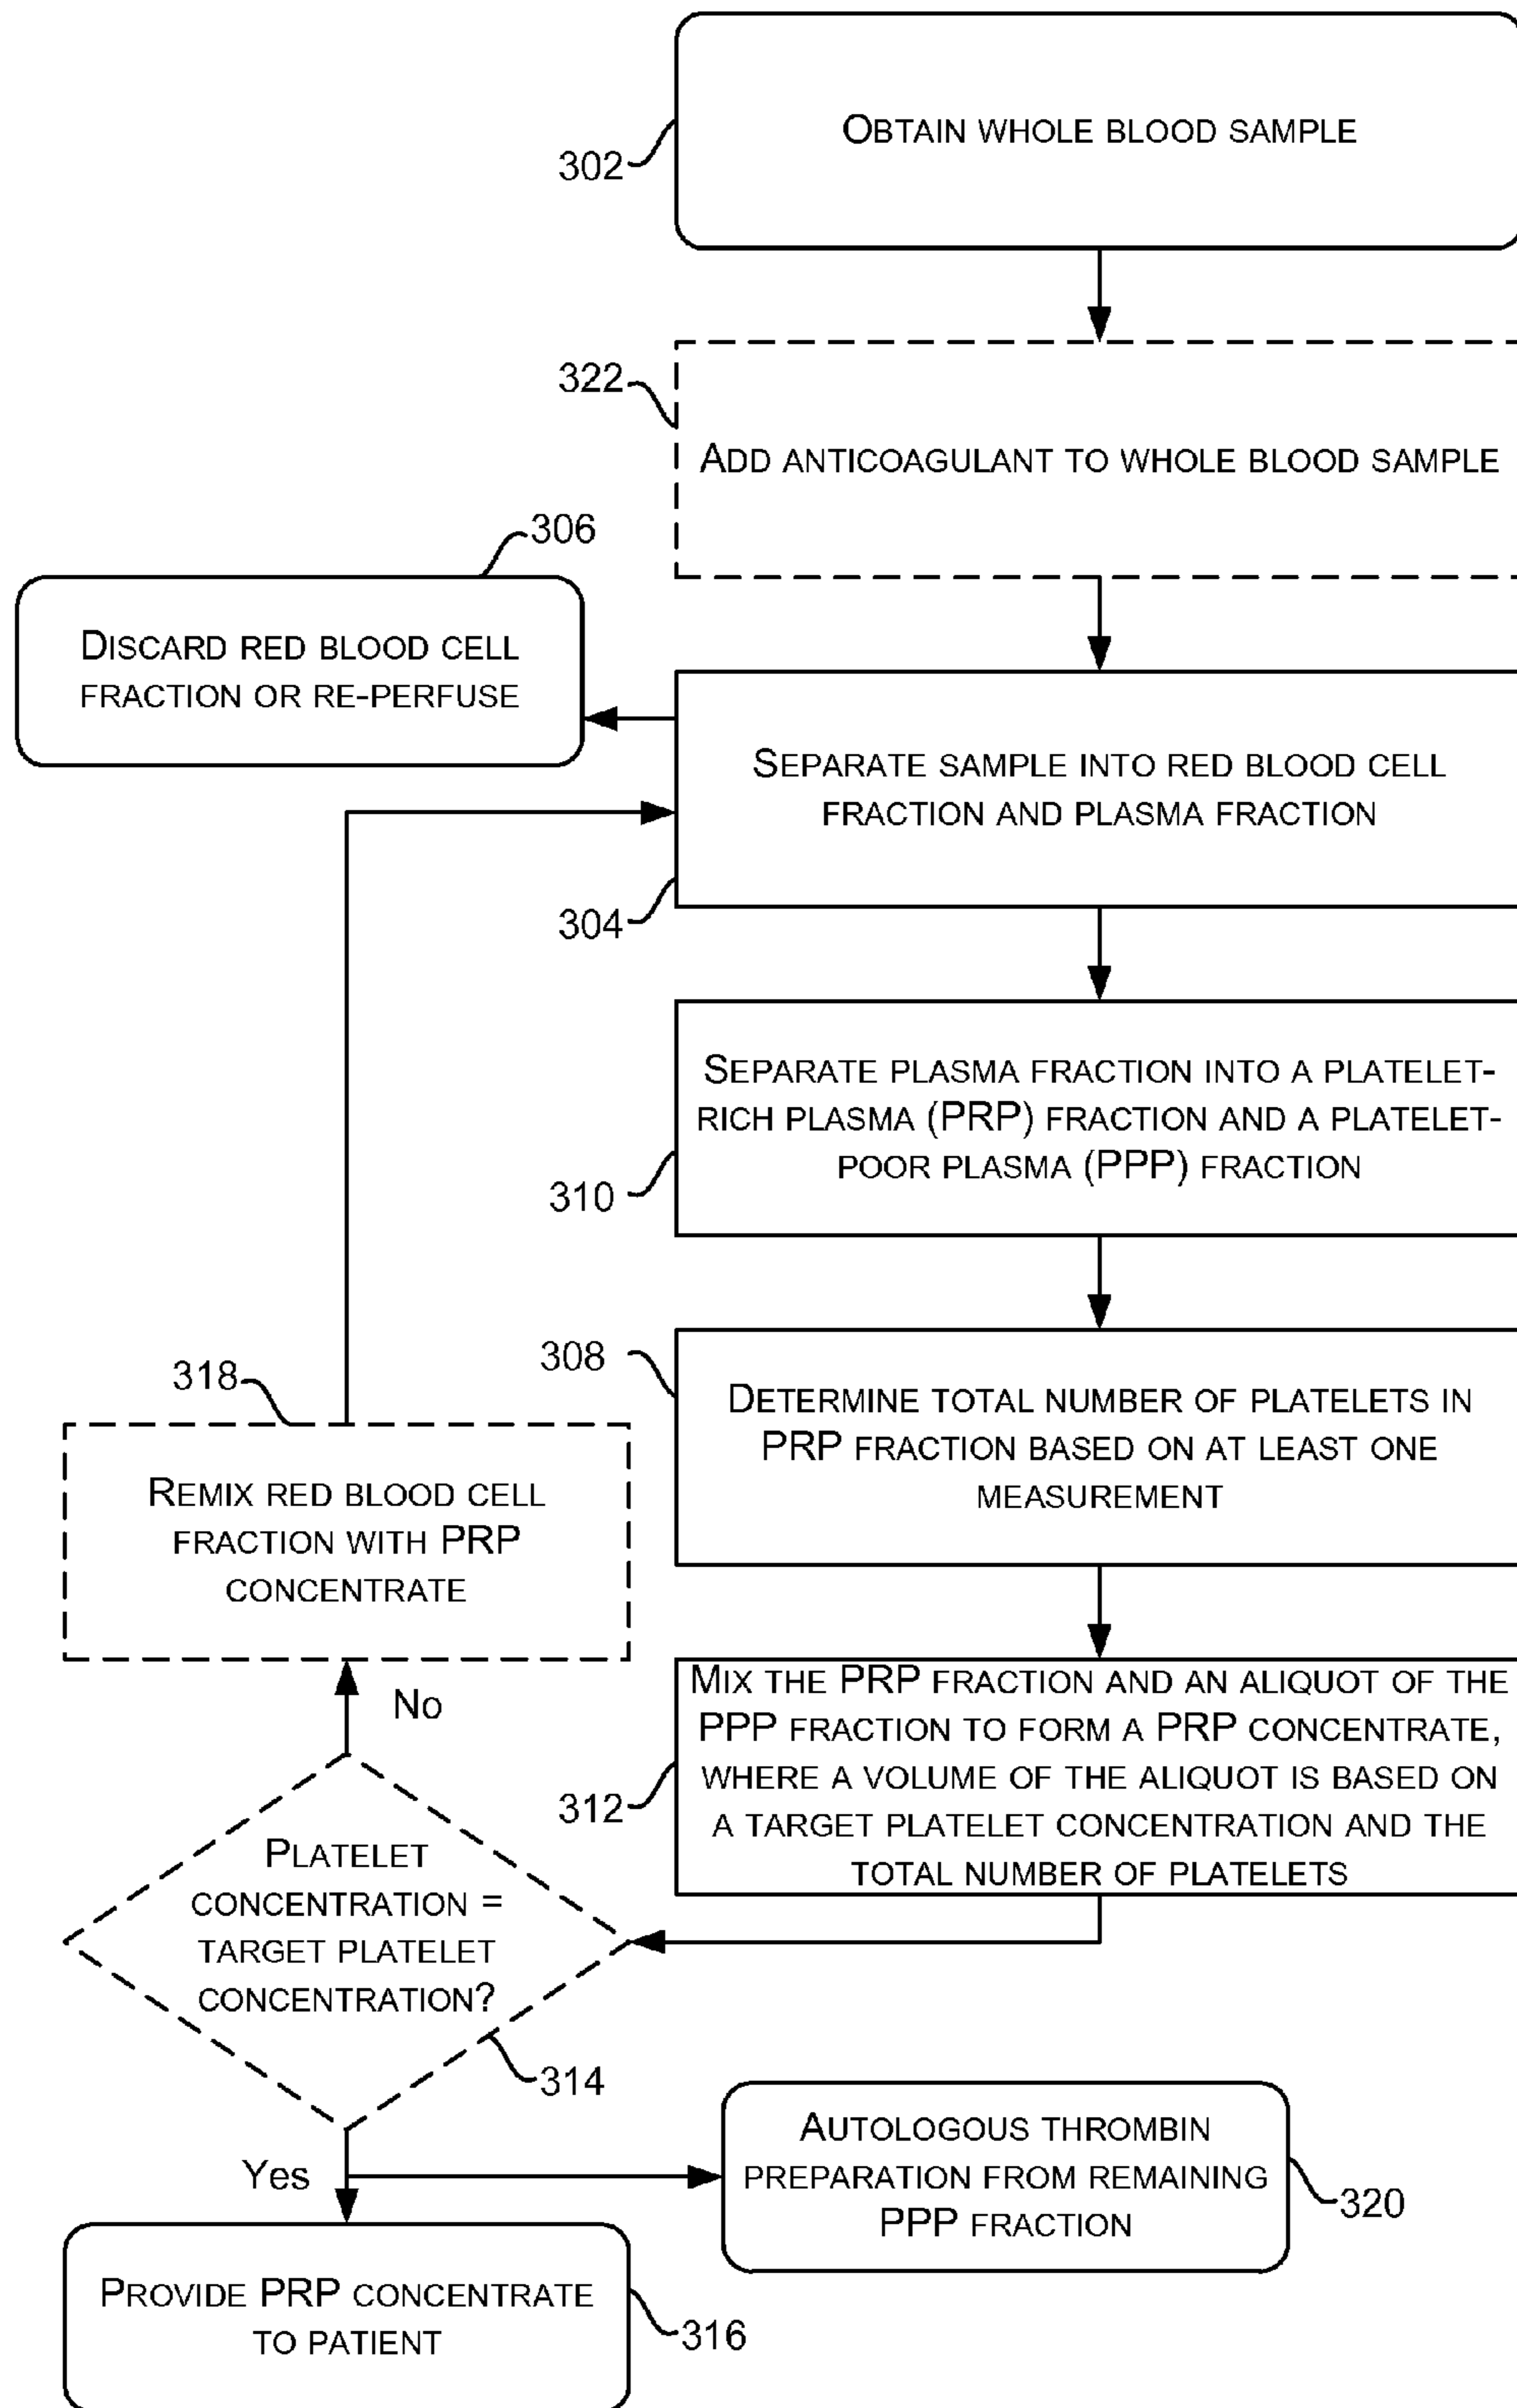 OBTAIN WHOLE BLOOD SAMPLE
302
322
ADD ANTICOAGULANT TO WHOLE BLOOD SAMPLE
306
DISCARD RED BLOOD CELL
FRACTION OR RE-PERFUSE
SEPARATE SAMPLE INTO RED BLOOD CELL
FRACTION AND PLASMA FRACTION
304
SEPARATE PLASMA FRACTION INTO A PLATELET-
RICH PLASMA (PRP) FRACTION AND A PLATELET-
POOR PLASMA (PPP) FRACTION
310
308
DETERMINE TOTAL NUMBER OF PLATELETS IN
PRP FRACTION BASED ON AT LEAST ONE
MEASUREMENT
318
REMIX RED BLOOD CELL
FRACTION WITH PRP
CONCENTRATE
No
MIX THE PRP FRACTION AND AN ALIQUOT OF THE
PPP FRACTION TO FORM A PRP CONCENTRATE,
WHERE A VOLUME OF THE ALIQUOT IS BASED ON
A TARGET PLATELET CONCENTRATION AND THE
TOTAL NUMBER OF PLATELETS
312
PLATELET
CONCENTRATION =
TARGET PLATELET
CONCENTRATION?
314
Yes
AUTOLOGOUS THROMBIN
PREPARATION FROM REMAINING
PPP FRACTION
320
PROVIDE PRP CONCENTRATE
TO PATIENT
316